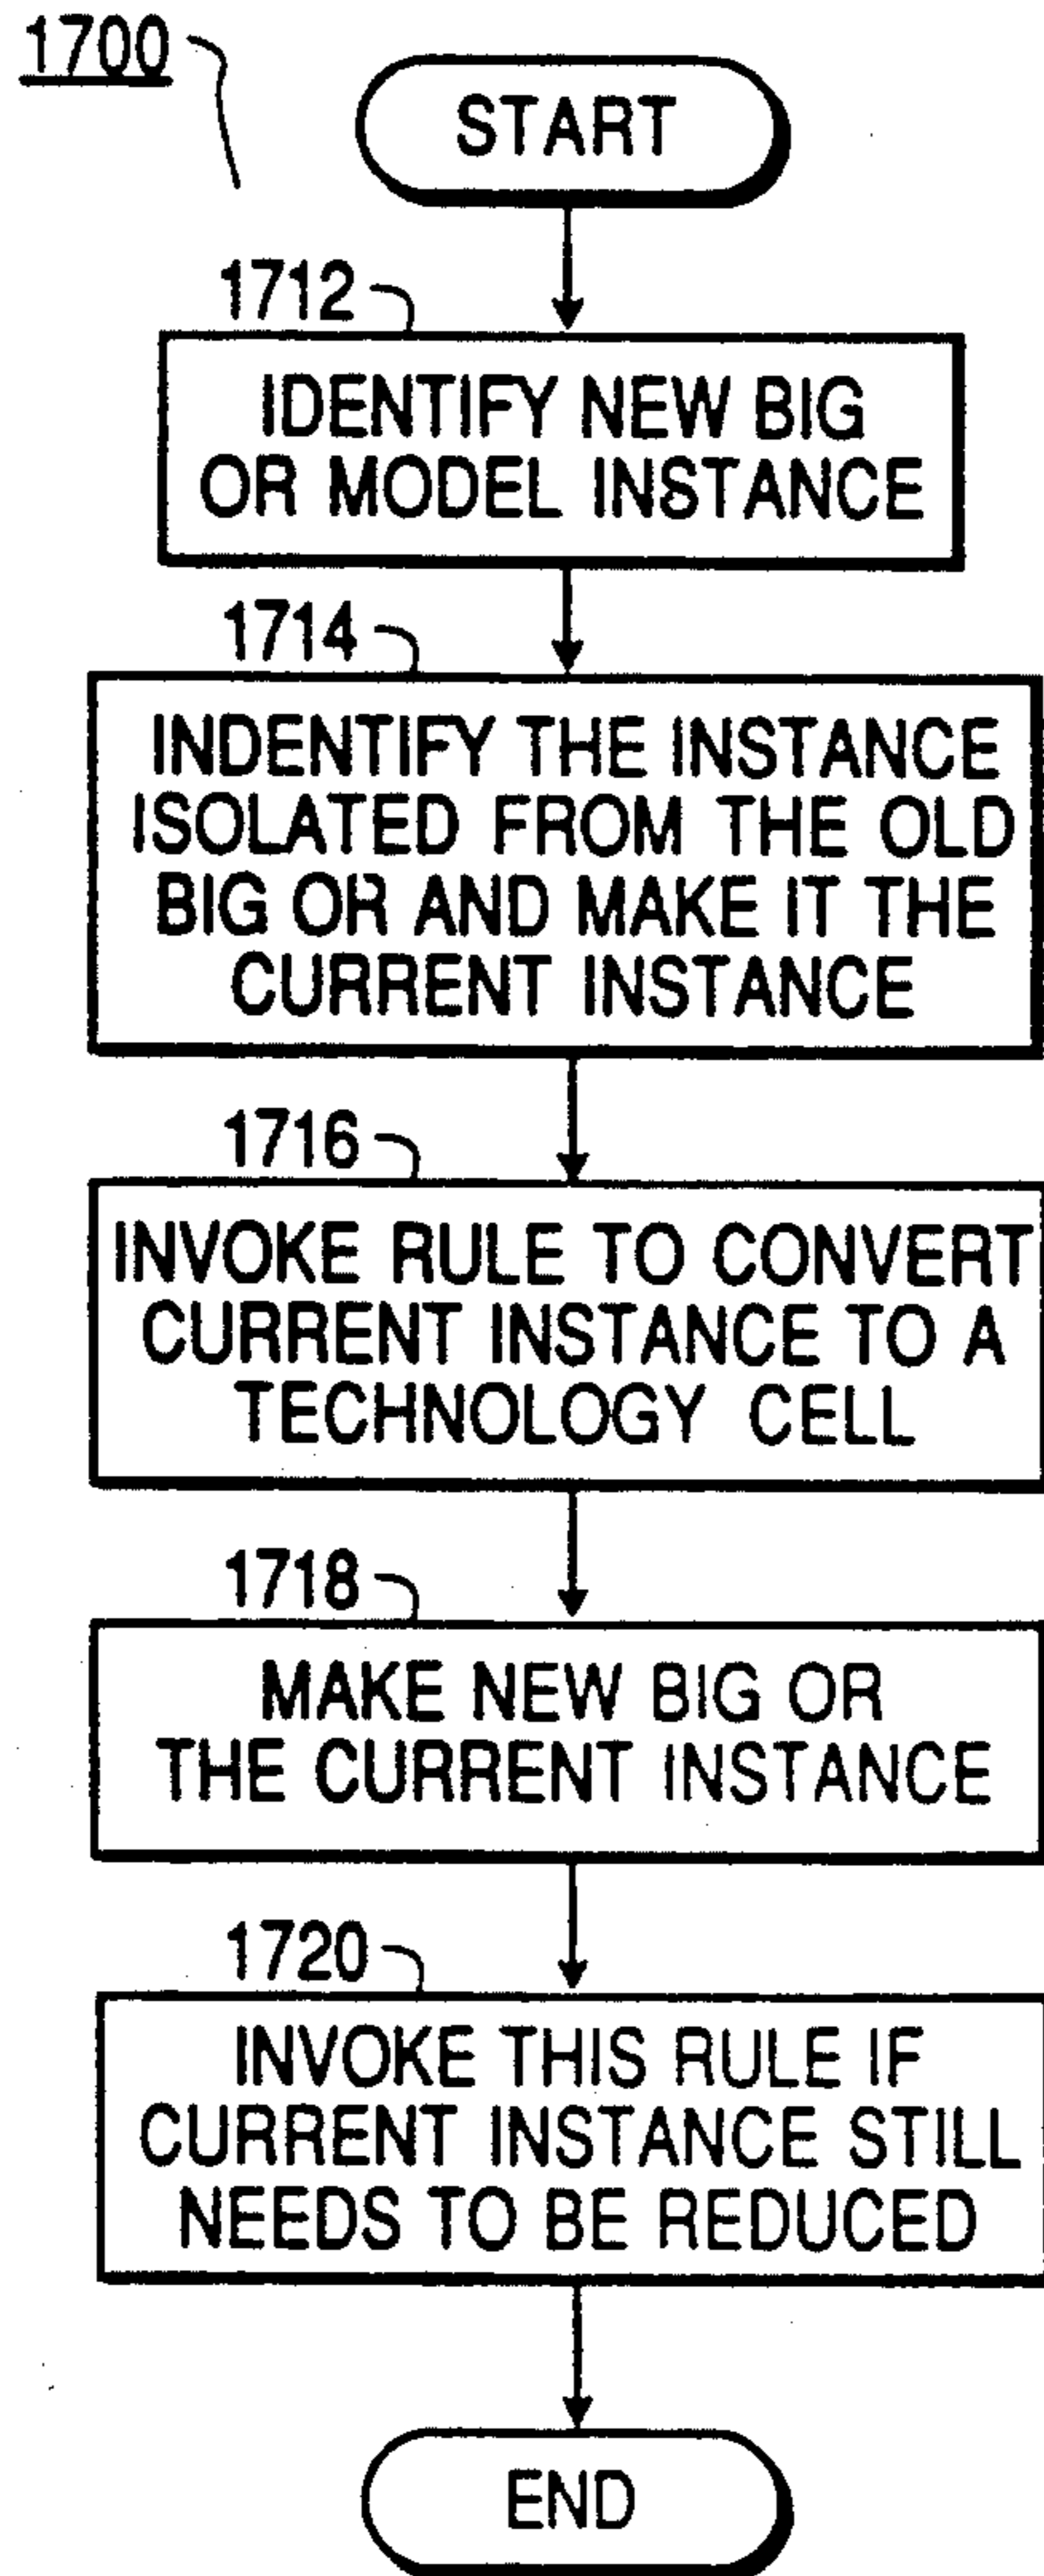 1700
START
1712
IDENTIFY NEW BIG
OR MODEL INSTANCE
1714
INDENTIFY THE INSTANCE
ISOLATED FROM THE OLD
BIG OR AND MAKE IT THE
CURRENT INSTANCE
1716
INVOKE RULE TO CONVERT
CURRENT INSTANCE TO A
TECHNOLOGY CELL
1718
MAKE NEW BIG OR
THE CURRENT INSTANCE
1720
INVOKE THIS RULE IF
CURRENT INSTANCE STILL
NEEDS TO BE REDUCED
END